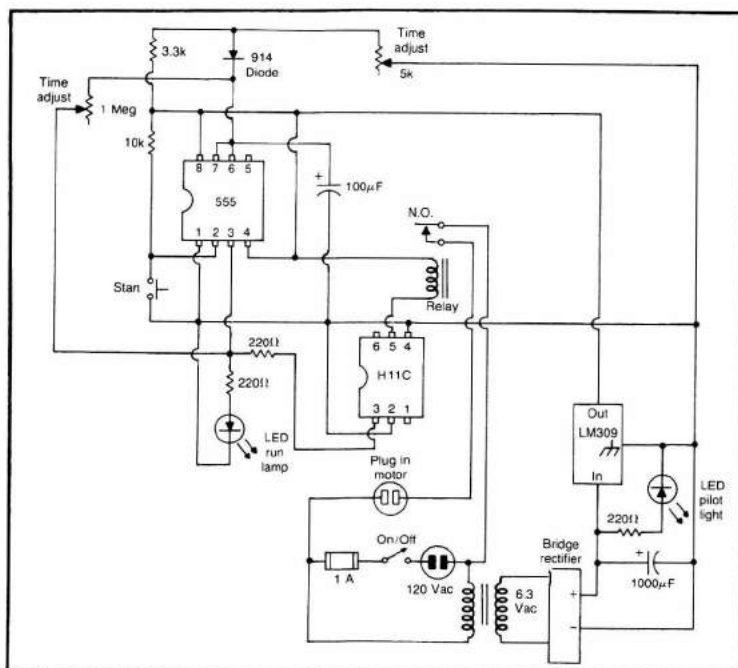 3.3k
914
Diode
Time
adjust
5k
Time
adjust
1 Meg
10k
8 7 6 5
555
1 2 3 4
+
100μF
N.O.
Start
Relay
6 5 4
H11C
3 2 1
220Ω
220Ω
LED
run
lamp
Out
LM309
In
Plug in
motor
LED
pilot
light
220Ω
On/Off
1 A
120 Vac
6.3
Vac
Bridge
rectifier
+
−
+
1000μF